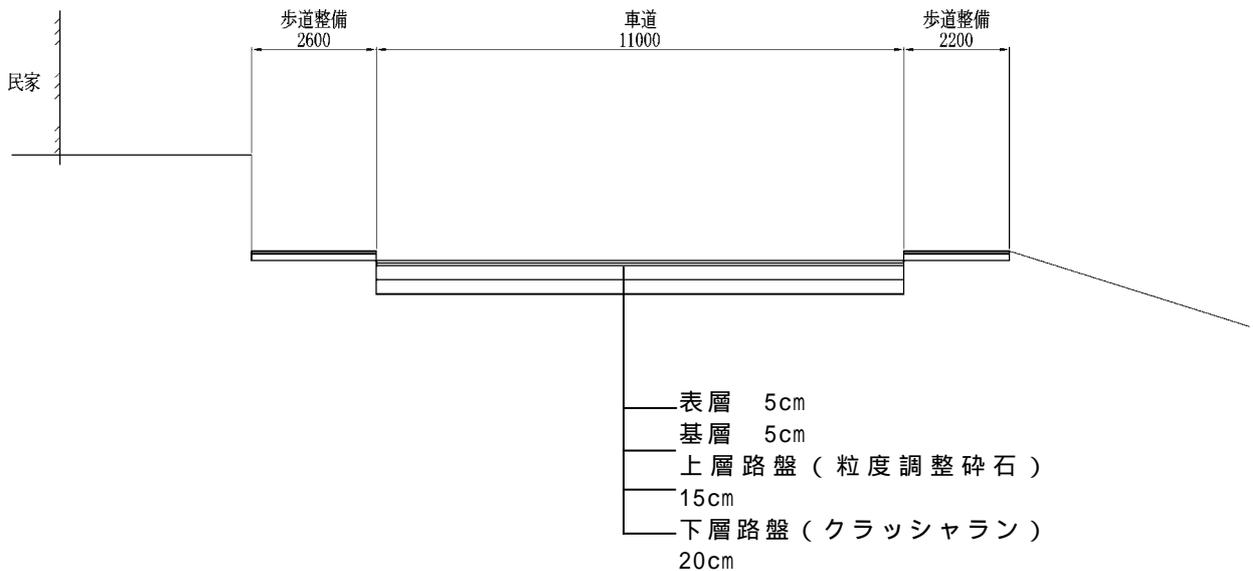 歩道整備
2600
車道
11000
歩道整備
2200
民家
表層 5cm
基層 5cm
上層路盤(粒度調整砕石)
15cm
下層路盤(クラッシャラン)
20cm